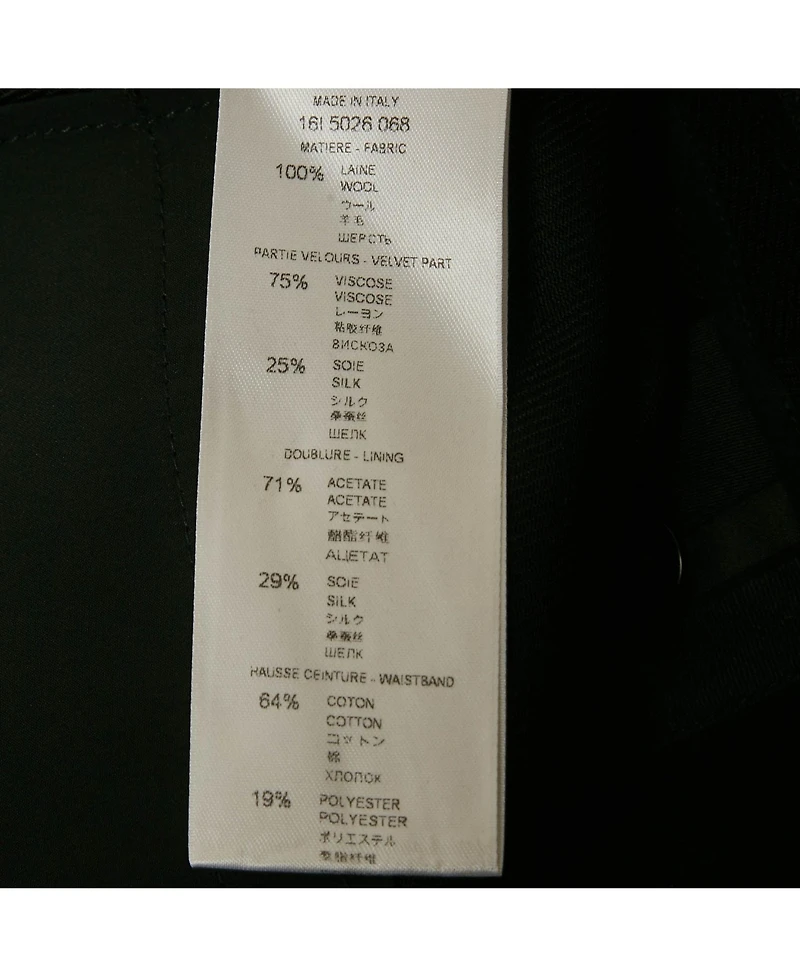 MADE IN ITALY
16I 5026 068
MATIERE - FABRIC
100% LAINE
WOOL
ウール
羊毛
ШЕРСТЬ
PARTIE VELOURS - VELVET PART
75% VISCOSE
VISCOSE
レーヨン
粘胶纤维
ВИСКОЗА
25% SOIE
SILK
シルク
桑蚕丝
ШЕЛК
DOUBLURE - LINING
71% ACETATE
ACETATE
アセテート
醋酯纤维
АЦЕТАТ
29% SOIE
SILK
シルク
桑蚕丝
ШЕЛК
HAUSSE CEINTURE - WAISTBAND
64% COTON
COTTON
コットン
棉
ХЛОПОК
19% POLYESTER
POLYESTER
ポリエステル
聚酯纤维